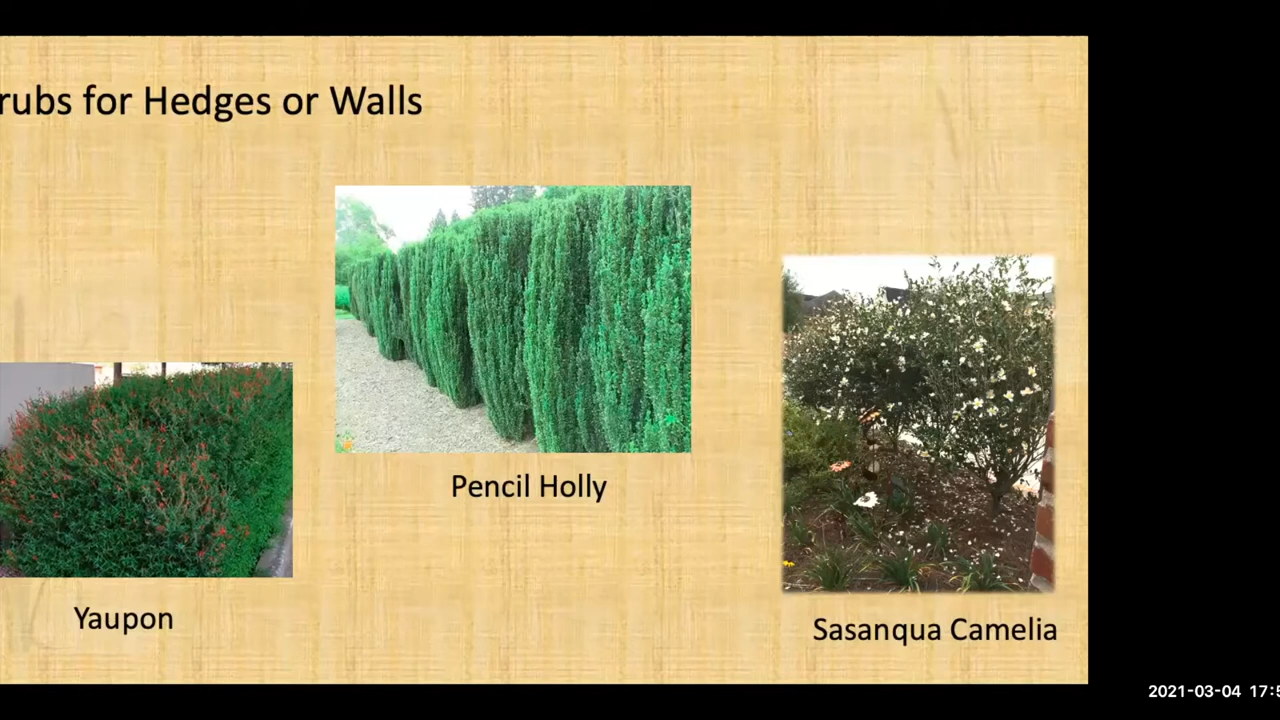 rubs for Hedges or Walls
Pencil Holly
Yaupon
Sasanqua Camelia
2021-03-04 17:5